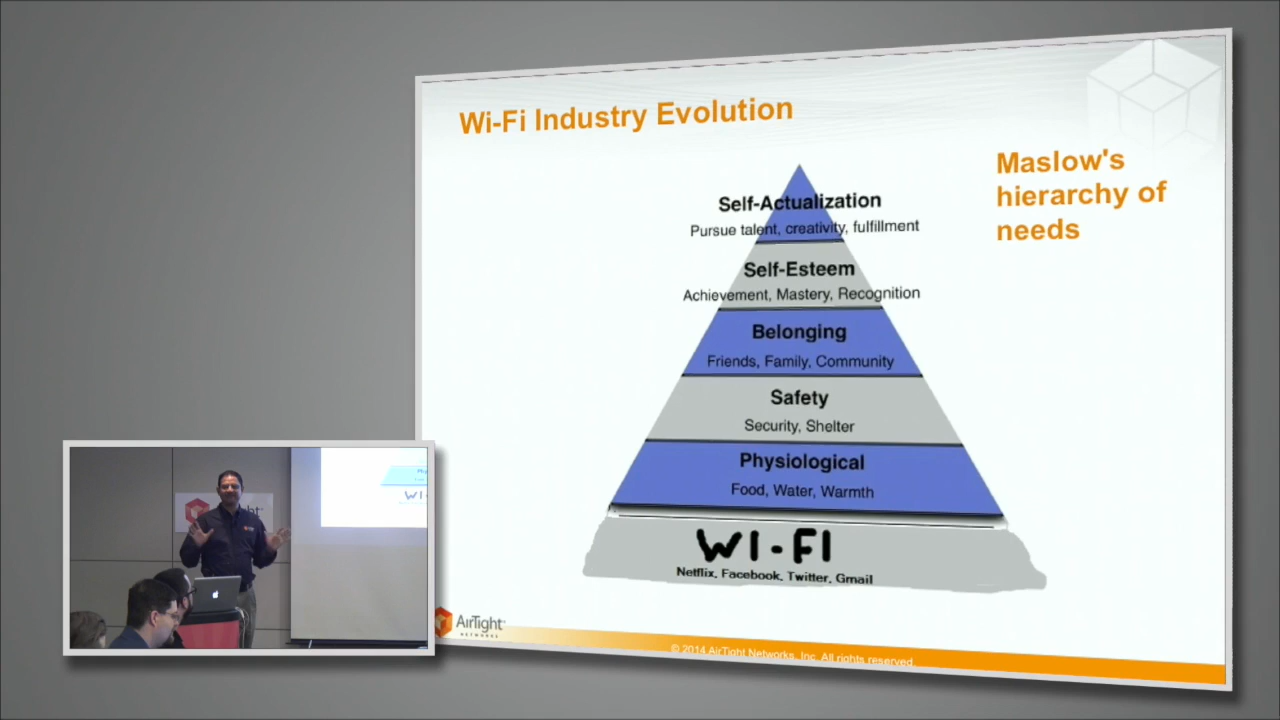 Wi-Fi Industry Evolution
Maslow's
hierarchy of
needs
Self-Actualization
Pursue talent, creativity, fulfillment
Self-Esteem
Achievement, Mastery, Recognition
Belonging
Friends, Family, Community
Safety
Security, Shelter
Physiological
Food, Water, Warmth
WI-FI
Netflix, Facebook, Twitter, Gmail
AirTight
NETWORKS
© 2014 AirTight Networks, Inc. All rights reserved.